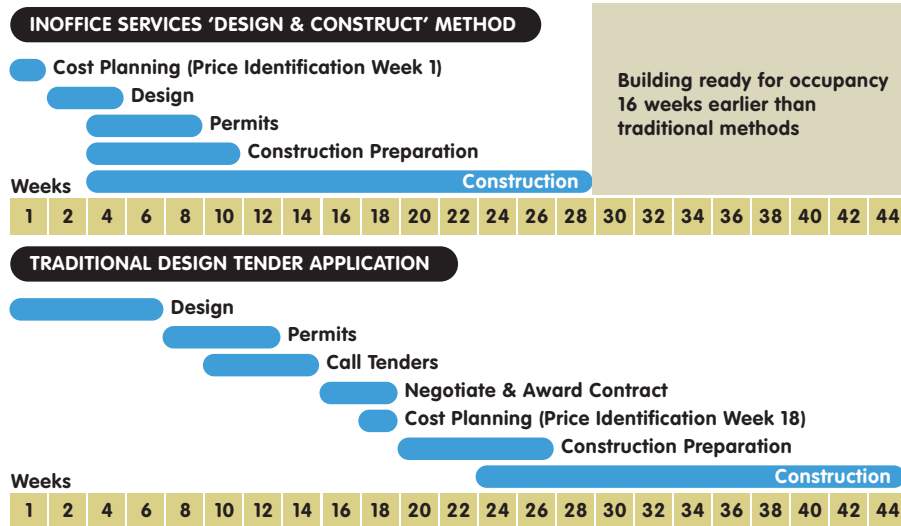 INOFFICE SERVICES ‘DESIGN & CONSTRUCT’ METHOD
Cost Planning (Price Identification Week 1)
Design
Permits
Construction Preparation
Construction
Building ready for occupancy
16 weeks earlier than
traditional methods
Weeks
1 2 4 6 8 10 12 14 16 18 20 22 24 26 28 30 32 34 36 38 40 42 44
TRADITIONAL DESIGN TENDER APPLICATION
Design
Permits
Call Tenders
Negotiate & Award Contract
Cost Planning (Price Identification Week 18)
Construction Preparation
Construction
Weeks
1 2 4 6 8 10 12 14 16 18 20 22 24 26 28 30 32 34 36 38 40 42 44